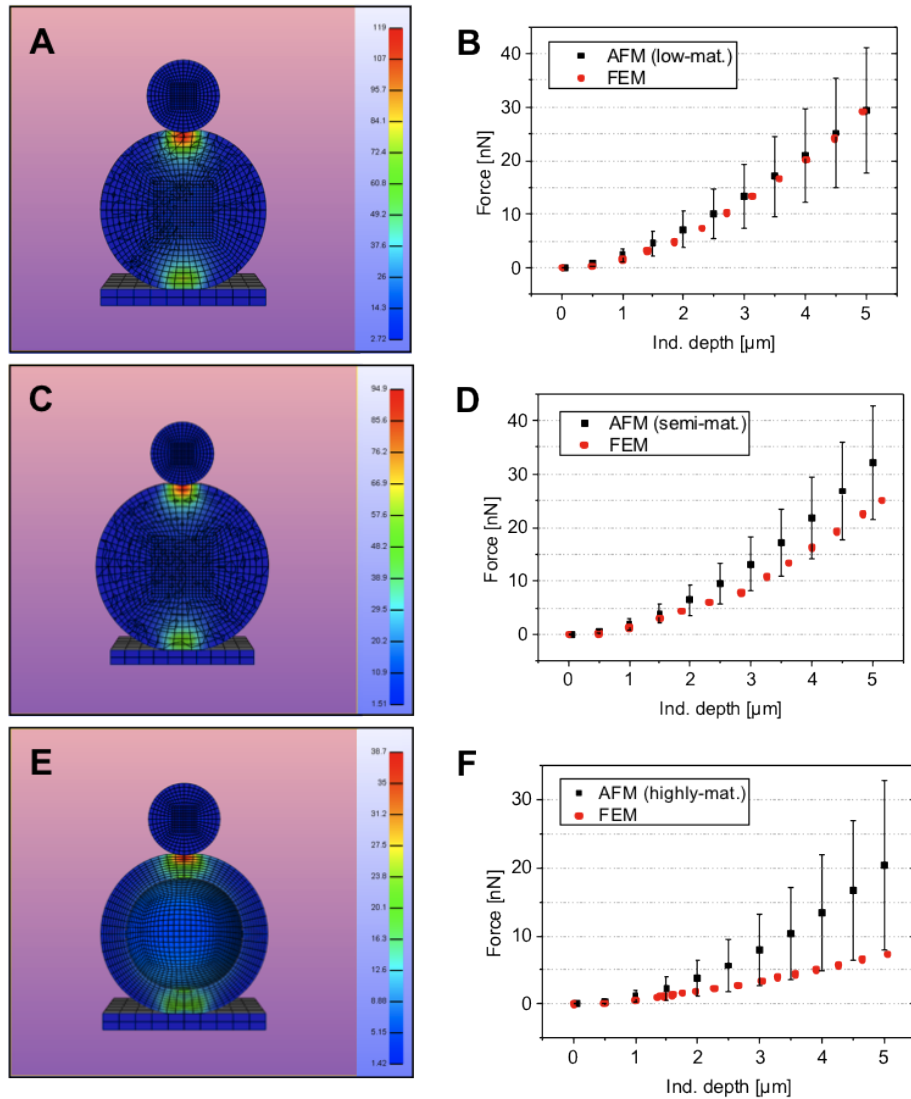 A
119
107
95.7
84.1
72.4
60.8
49.2
37.6
26
14.3
2.72
B
AFM (low-mat.)
FEM
40
30
20
10
0
Force [nN]
0 1 2 3 4 5
Ind. depth [µm]
C
94.9
85.6
76.2
66.9
57.6
48.2
38.9
29.5
20.2
10.9
1.51
D
AFM (semi-mat.)
FEM
40
30
20
10
0
Force [nN]
0 1 2 3 4 5
Ind. depth [µm]
E
38.7
35
31.2
27.5
23.8
20.1
16.3
12.6
8.88
5.15
1.42
F
AFM (highly-mat.)
FEM
30
20
10
0
Force [nN]
0 1 2 3 4 5
Ind. depth [µm]